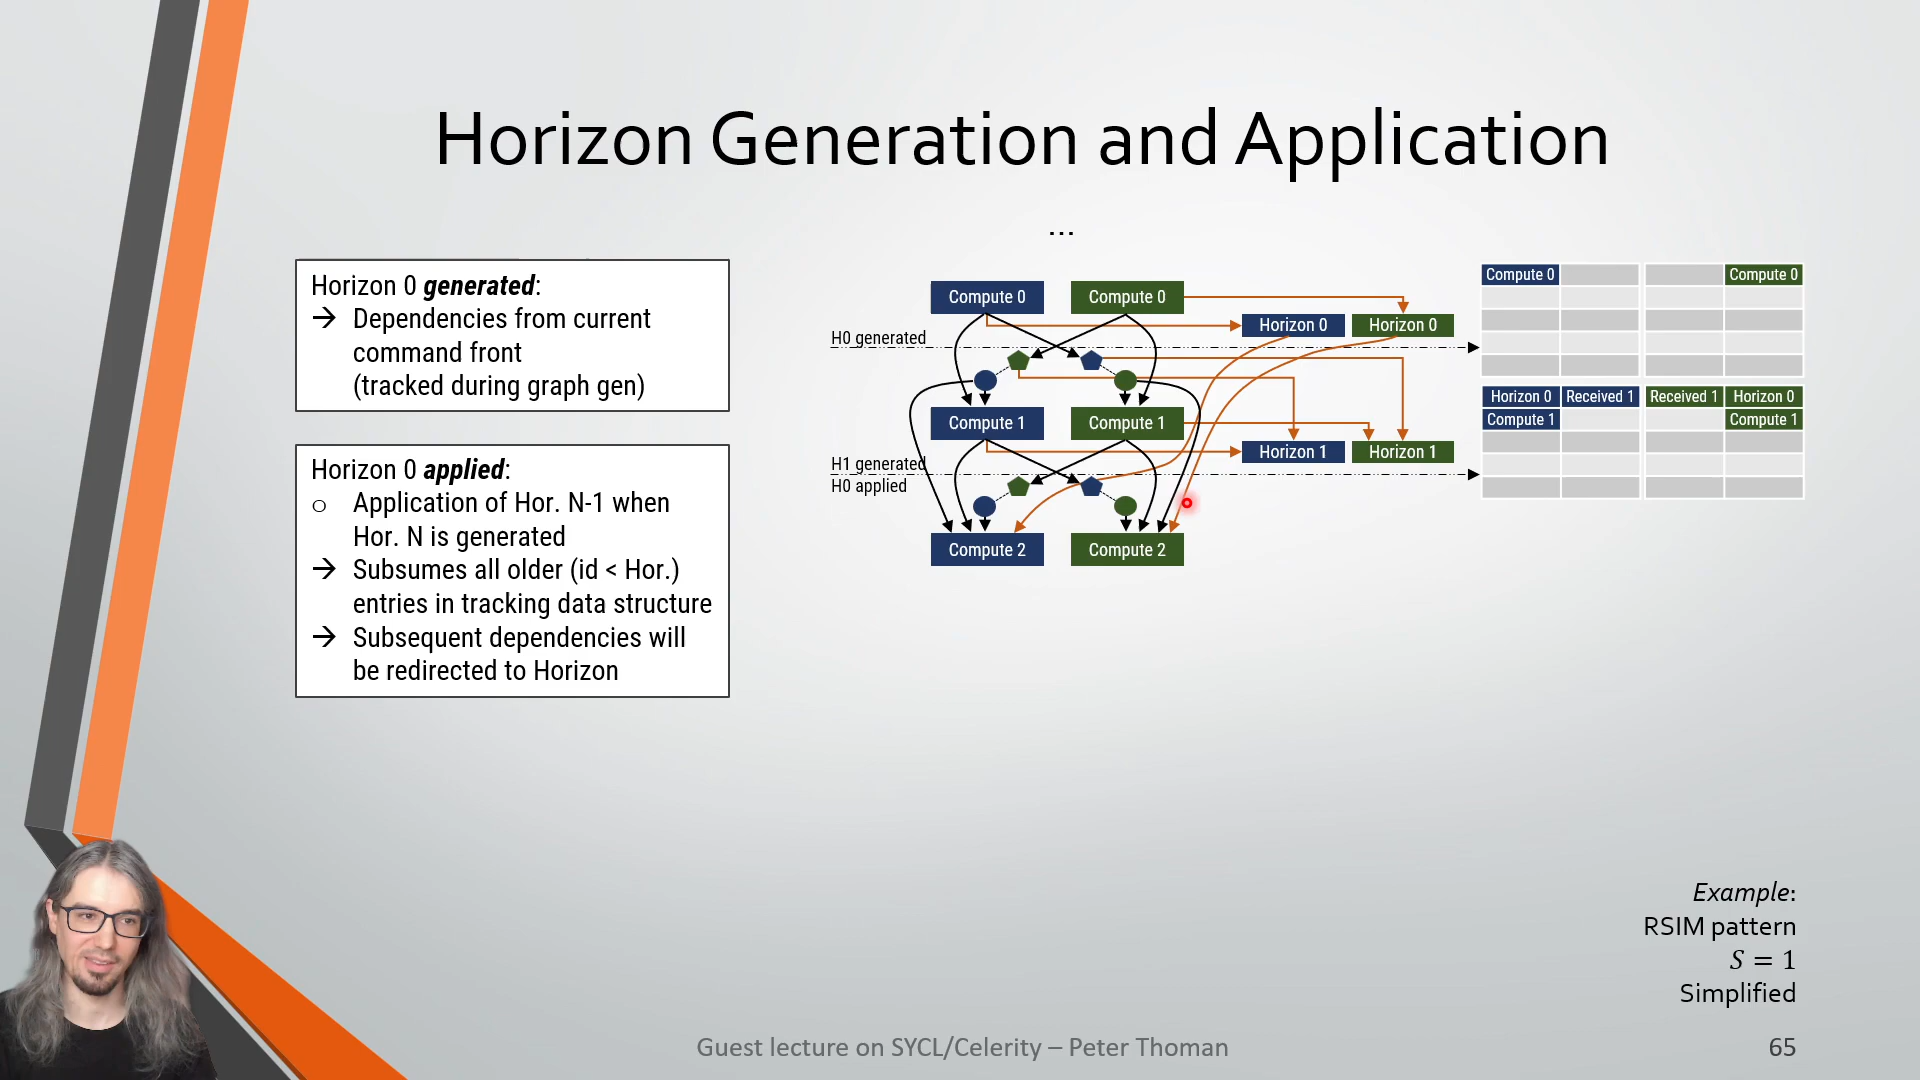 Horizon Generation and Application
...
Horizon 0 generated:
→ Dependencies from current
command front
(tracked during graph gen)
Horizon 0 applied:
○ Application of Hor. N-1 when
Hor. N is generated
→ Subsumes all older (id < Hor.)
entries in tracking data structure
→ Subsequent dependencies will
be redirected to Horizon
Compute 0
Compute 0
Horizon 0
Horizon 0
H0 generated
Compute 1
Compute 1
Horizon 1
Horizon 1
H1 generated
H0 applied
Compute 2
Compute 2
Compute 0
Compute 0
Horizon 0 Received 1 Received 1 Horizon 0
Compute 1
Compute 1
Example:
RSIM pattern
S = 1
Simplified
Guest lecture on SYCL/Celerity – Peter Thoman
65